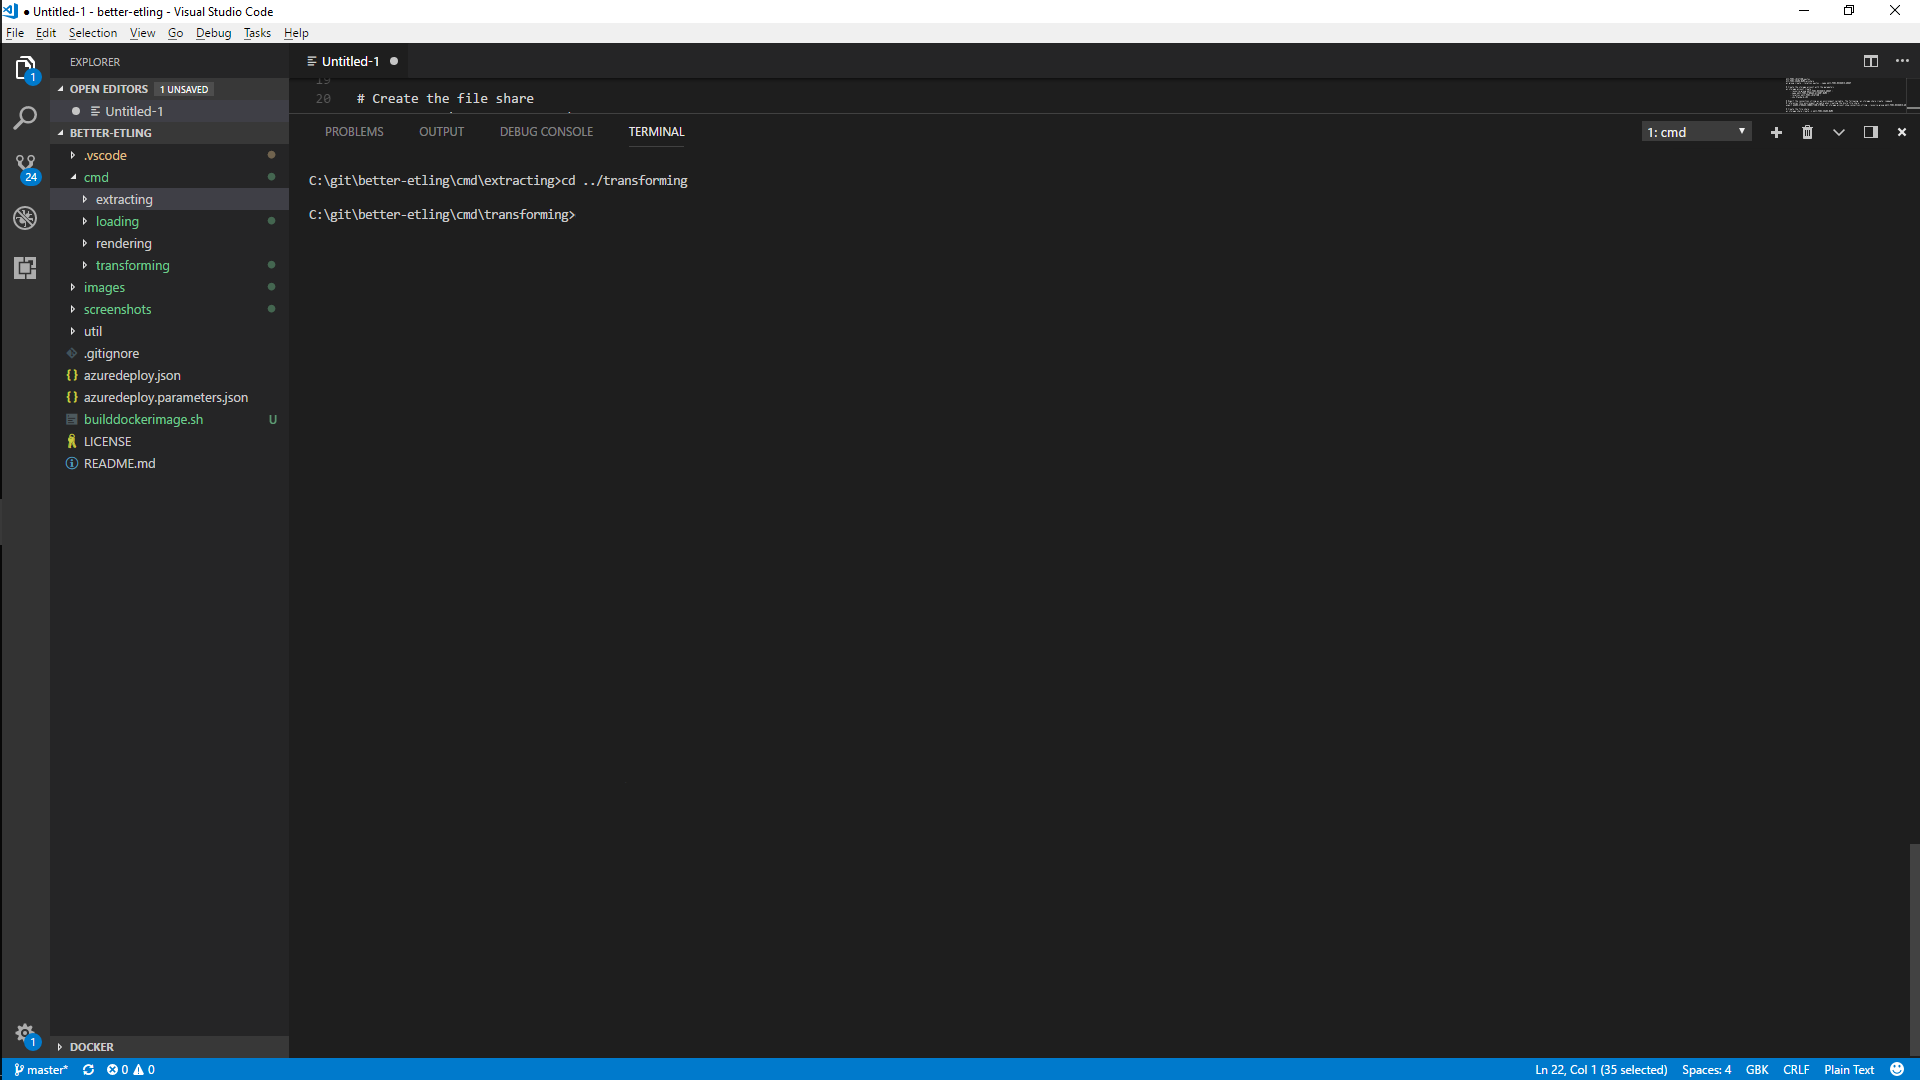 ● Untitled-1 - better-etling - Visual Studio Code
File Edit Selection View Go Debug Tasks Help
EXPLORER
OPEN EDITORS 1 UNSAVED
Untitled-1
BETTER-ETLING
.vscode
cmd
extracting
loading
rendering
transforming
images
screenshots
util
.gitignore
{} azuredeploy.json
{} azuredeploy.parameters.json
builddockerimage.sh U
LICENSE
README.md
DOCKER
1
24
1
Untitled-1
19
20 # Create the file share
PROBLEMS OUTPUT DEBUG CONSOLE TERMINAL 1: cmd
C:\git\better-etling\cmd\extracting>cd ../transforming
C:\git\better-etling\cmd\transforming>
master* 0 0 Ln 22, Col 1 (35 selected) Spaces: 4 GBK CRLF Plain Text